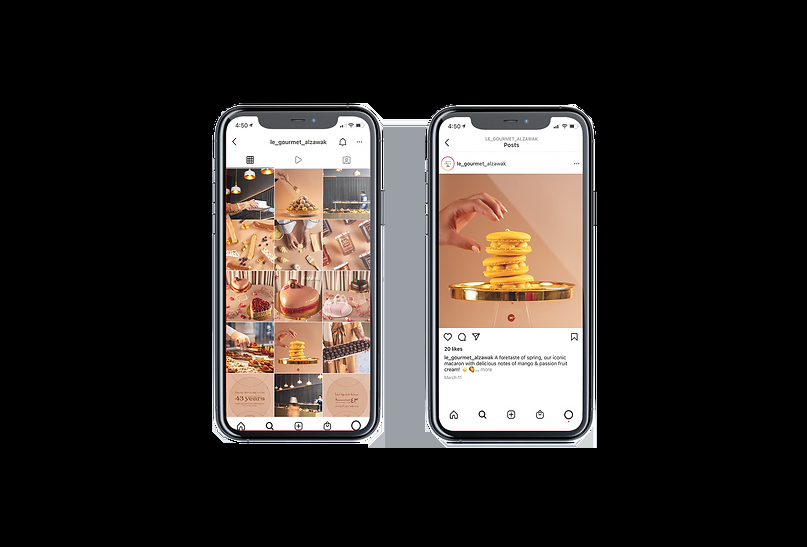 4:50
le_gourmet_alzawak
43 years
4:50
LE_GOURMET_ALZAWAK
Posts
le_gourmet_alzawak
20 likes
le_gourmet_alzawak A foretaste of spring, our iconic
macaron with delicious notes of mango & passion fruit
cream! 👌🥭... more
March 11